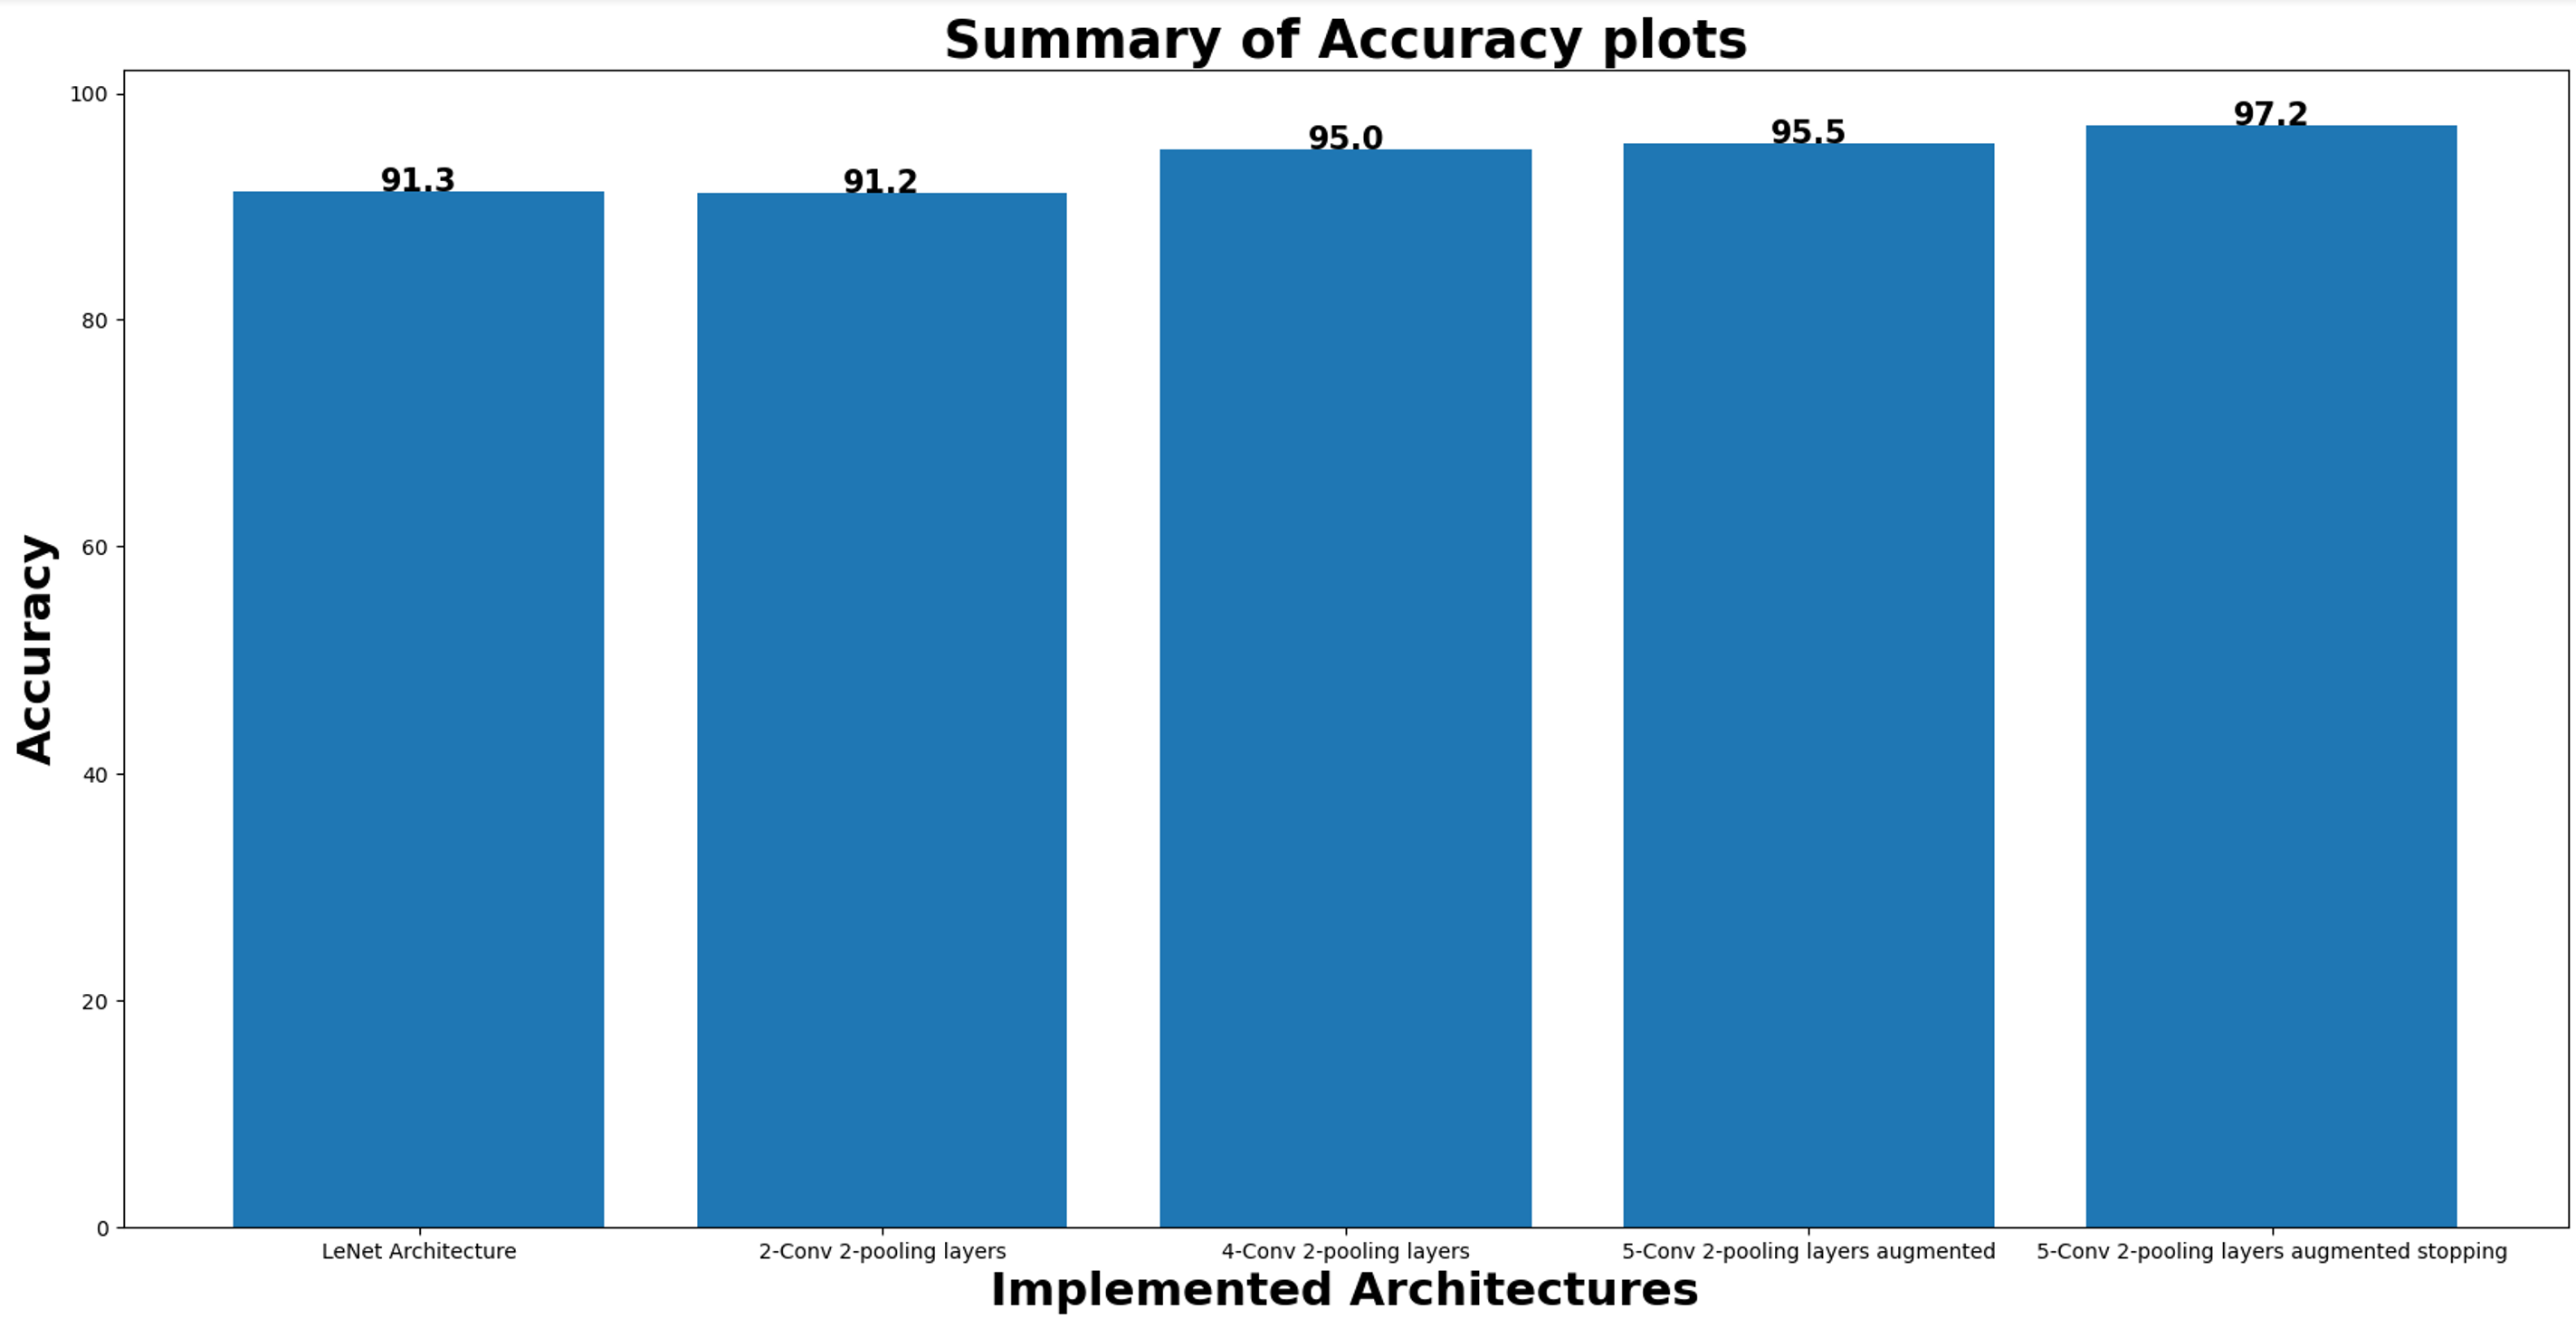 Summary of Accuracy plots
100
80
60
40
20
0
Accuracy
91.3
91.2
95.0
95.5
97.2
LeNet Architecture
2-Conv 2-pooling layers
4-Conv 2-pooling layers
5-Conv 2-pooling layers augmented
5-Conv 2-pooling layers augmented stopping
Implemented Architectures